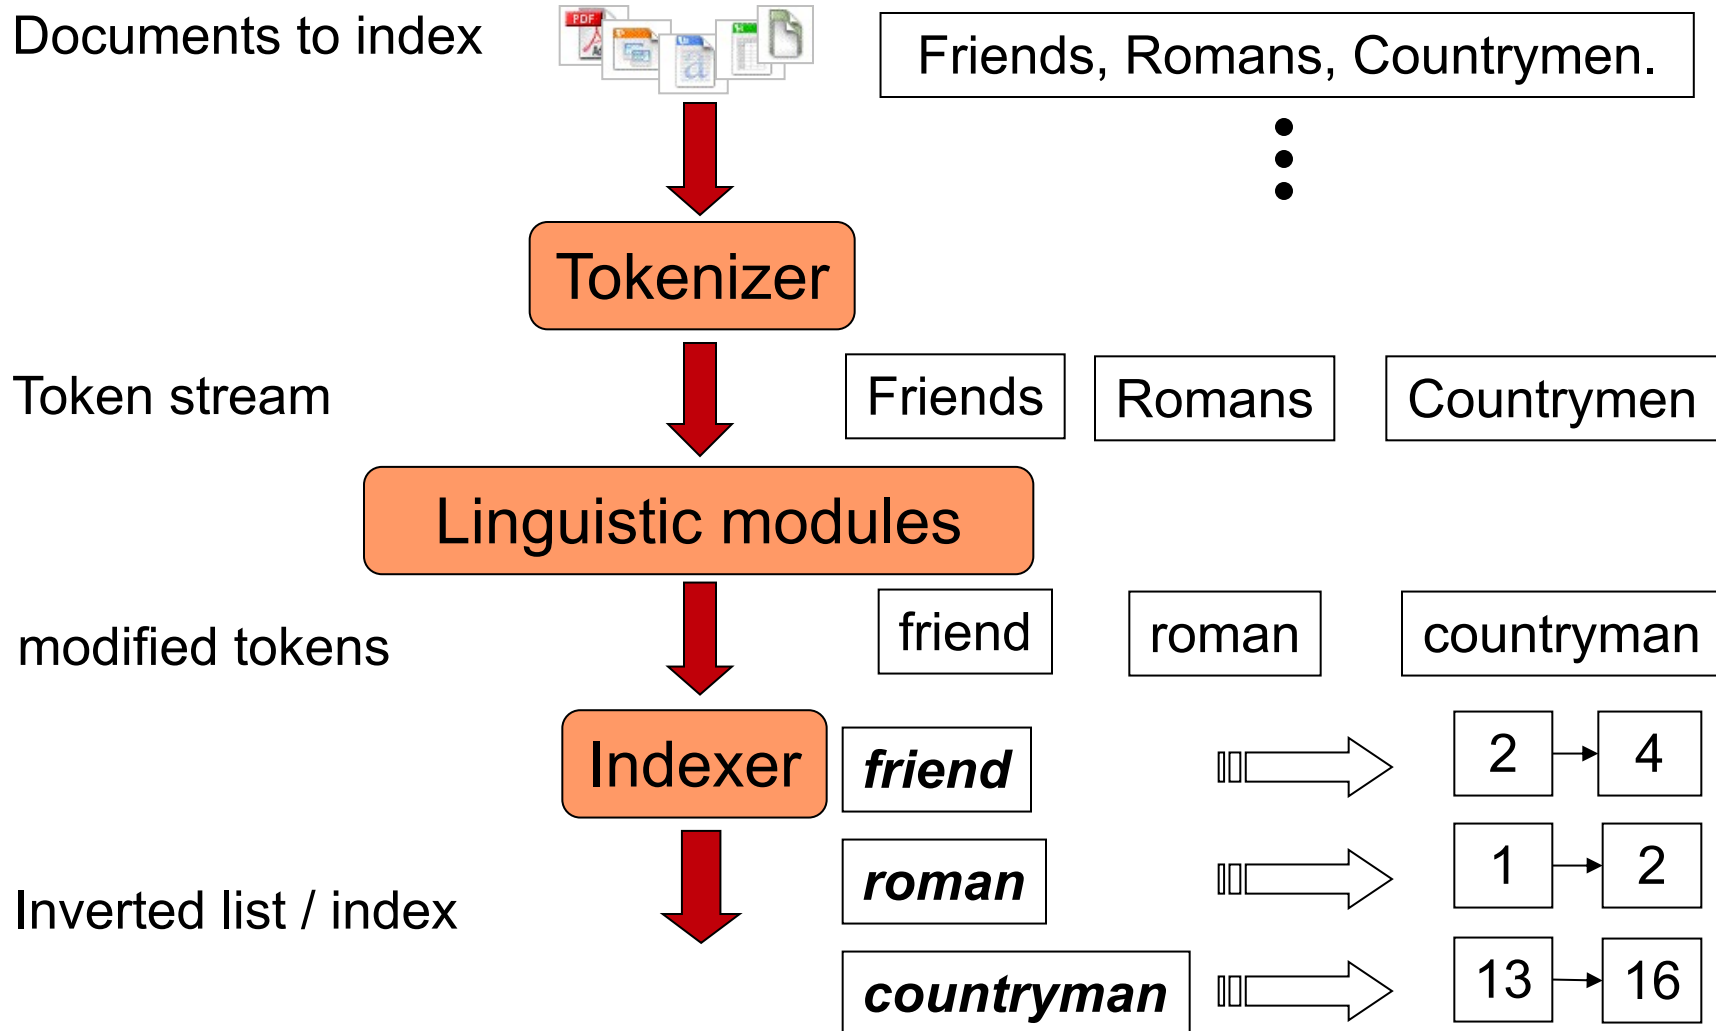 Documents to index
PDF
a
Friends, Romans, Countrymen.
Tokenizer
Token stream
Friends
Romans
Countrymen
Linguistic modules
modified tokens
friend
roman
countryman
Indexer
friend
2
4
roman
1
2
Inverted list / index
countryman
13
16